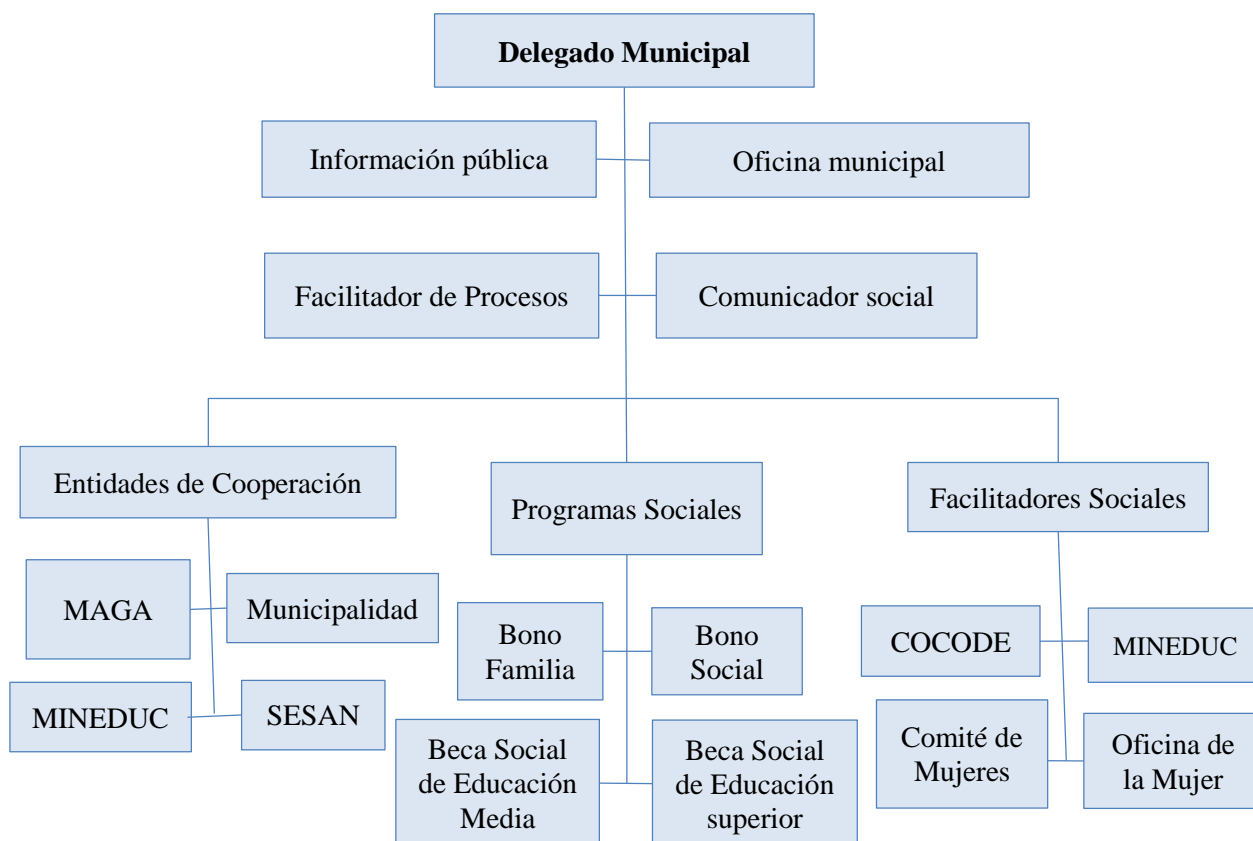 Delegado Municipal
Información pública
Oficina municipal
Facilitador de Procesos
Comunicador social
Entidades de Cooperación
Programas Sociales
Facilitadores Sociales
MAGA
Municipalidad
MINEDUC
SESAN
Bono
Familia
Bono
Social
Beca Social
de Educación
Media
Beca Social
de Educación
superior
COCODE
MINEDUC
Comité de
Mujeres
Oficina de
la Mujer